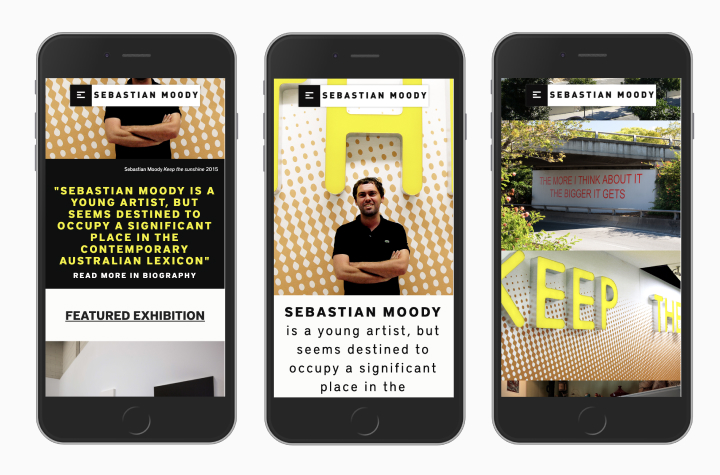 SEBASTIAN MOODY
Sebastian Moody Keep the sunshine 2015
"SEBASTIAN MOODY IS A
YOUNG ARTIST, BUT
SEEMS DESTINED TO
OCCUPY A SIGNIFICANT
PLACE IN THE
CONTEMPORARY
AUSTRALIAN LEXICON"
READ MORE IN BIOGRAPHY
FEATURED EXHIBITION
SEBASTIAN MOODY
SEBASTIAN MOODY
is a young artist, but
seems destined to
occupy a significant
place in the
SEBASTIAN MOODY
THE MORE I THINK ABOUT IT
THE BIGGER IT GETS
KEEP THE